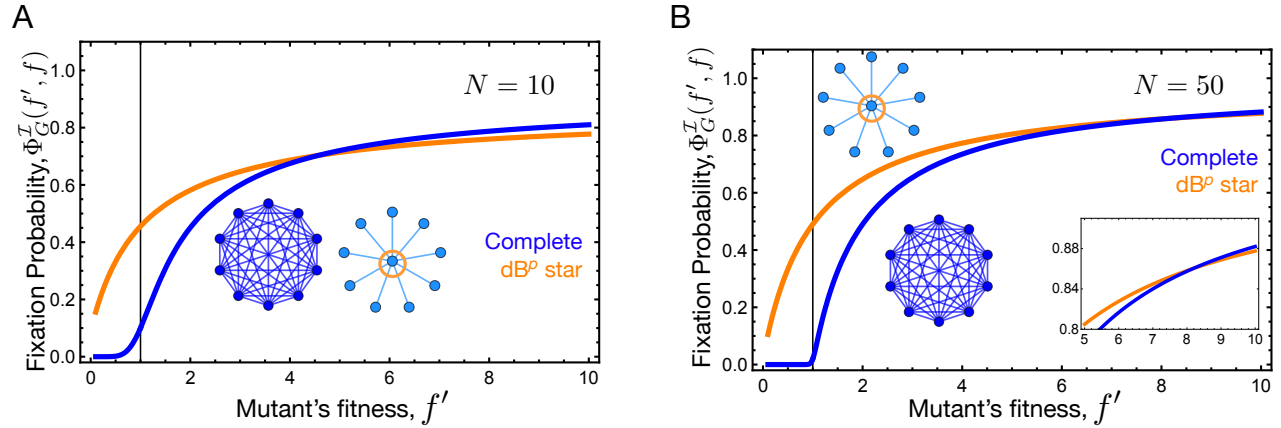 A
Fixation Probability, Φ_G^ℐ(f′, f)
1.0
0.8
0.6
0.4
0.2
0.0
N = 10
Complete
dBᵖ star
0 2 4 6 8 10
Mutant's fitness, f′
B
Fixation Probability, Φ_G^ℐ(f′, f)
1.0
0.8
0.6
0.4
0.2
0.0
N = 50
Complete
dBᵖ star
0.88
0.84
0.8
5 6 7 8 9 10
0 2 4 6 8 10
Mutant's fitness, f′